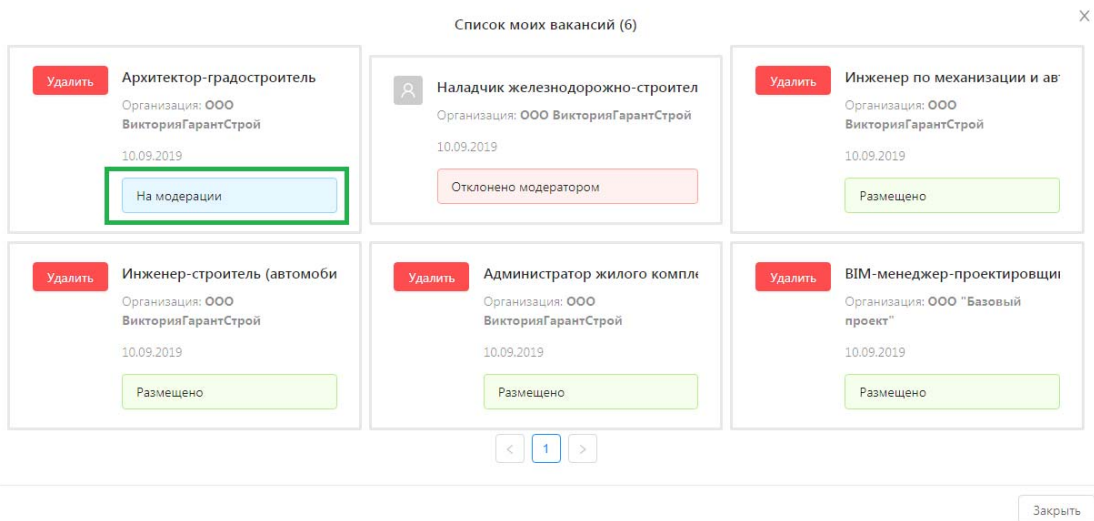 Список моих вакансий (6)
Удалить
Архитектор-градостроитель
Организация: ООО
ВикторияГарантСтрой
10.09.2019
На модерации
Наладчик железнодорожно-строител
Организация: ООО ВикторияГарантСтрой
10.09.2019
Отклонено модератором
Удалить
Инженер по механизации и ав
Организация: ООО
ВикторияГарантСтрой
10.09.2019
Размещено
Удалить
Инженер-строитель (автомоби
Организация: ООО
ВикторияГарантСтрой
10.09.2019
Размещено
Удалить
Администратор жилого компл
Организация: ООО
ВикторияГарантСтрой
10.09.2019
Размещено
Удалить
BIM-менеджер-проектировщи
Организация: ООО "Базовый
проект"
10.09.2019
Размещено
< 1 >
Закрыть